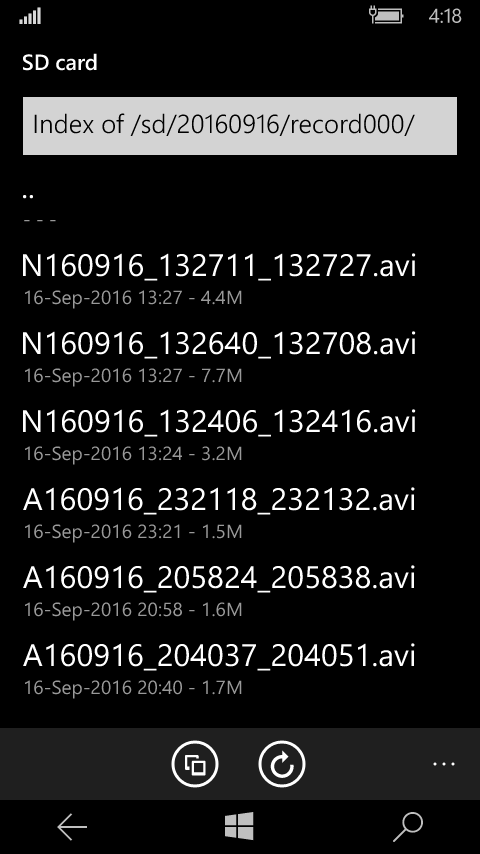 4:18
SD card
Index of /sd/20160916/record000/
..
- - -
N160916_132711_132727.avi
16-Sep-2016 13:27 - 4.4M
N160916_132640_132708.avi
16-Sep-2016 13:27 - 7.7M
N160916_132406_132416.avi
16-Sep-2016 13:24 - 3.2M
A160916_232118_232132.avi
16-Sep-2016 23:21 - 1.5M
A160916_205824_205838.avi
16-Sep-2016 20:58 - 1.6M
A160916_204037_204051.avi
16-Sep-2016 20:40 - 1.7M
...